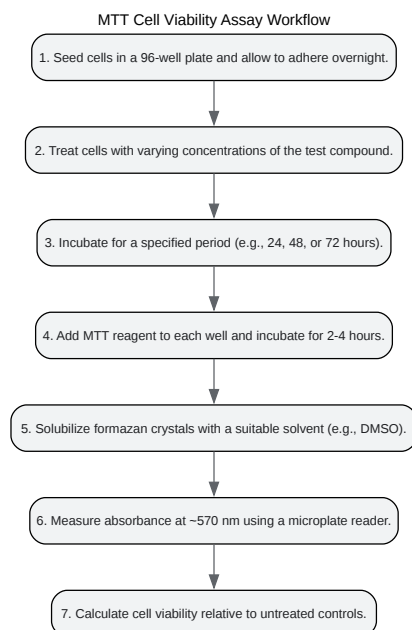 MTT Cell Viability Assay Workflow
1. Seed cells in a 96-well plate and allow to adhere overnight.
2. Treat cells with varying concentrations of the test compound.
3. Incubate for a specified period (e.g., 24, 48, or 72 hours).
4. Add MTT reagent to each well and incubate for 2-4 hours.
5. Solubilize formazan crystals with a suitable solvent (e.g., DMSO).
6. Measure absorbance at ~570 nm using a microplate reader.
7. Calculate cell viability relative to untreated controls.